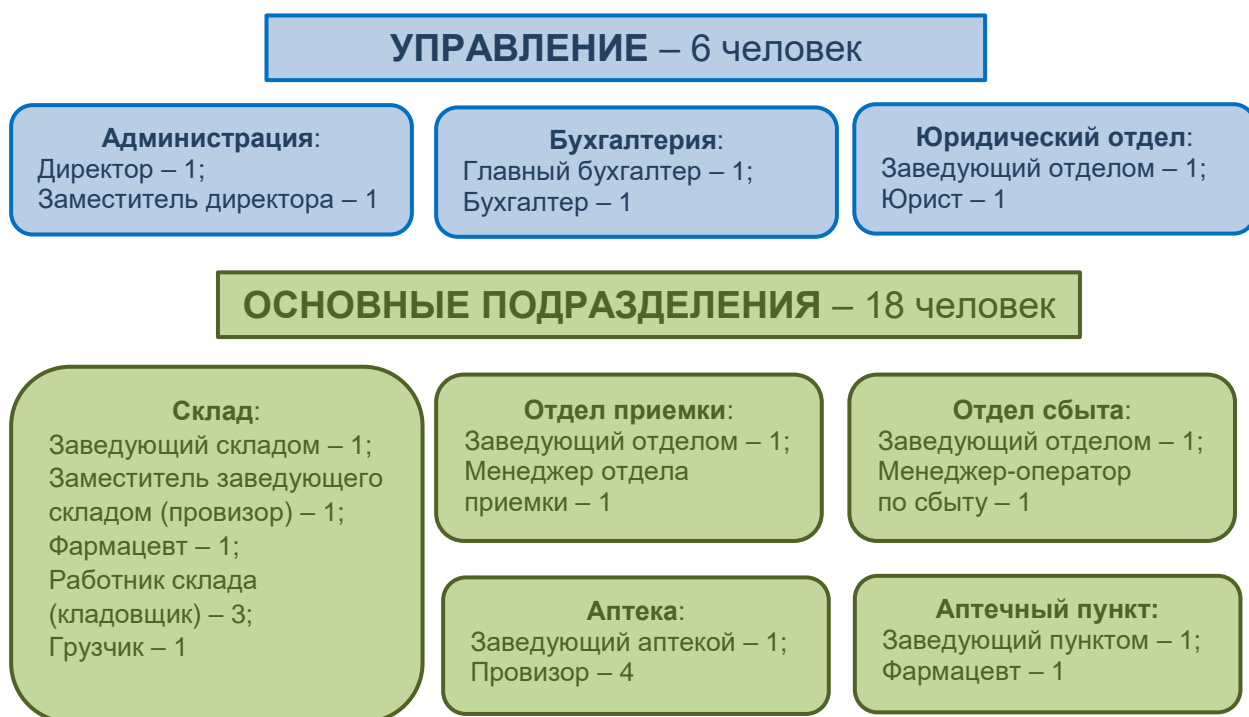 УПРАВЛЕНИЕ – 6 человек
Администрация:
Директор – 1;
Заместитель директора – 1
Бухгалтерия:
Главный бухгалтер – 1;
Бухгалтер – 1
Юридический отдел:
Заведующий отделом – 1;
Юрист – 1
ОСНОВНЫЕ ПОДРАЗДЕЛЕНИЯ – 18 человек
Склад:
Заведующий складом – 1;
Заместитель заведующего
складом (провизор) – 1;
Фармацевт – 1;
Работник склада
(кладовщик) – 3;
Грузчик – 1
Отдел приемки:
Заведующий отделом – 1;
Менеджер отдела
приемки – 1
Отдел сбыта:
Заведующий отделом – 1;
Менеджер-оператор
по сбыту – 1
Аптека:
Заведующий аптекой – 1;
Провизор – 4
Аптечный пункт:
Заведующий пунктом – 1;
Фармацевт – 1